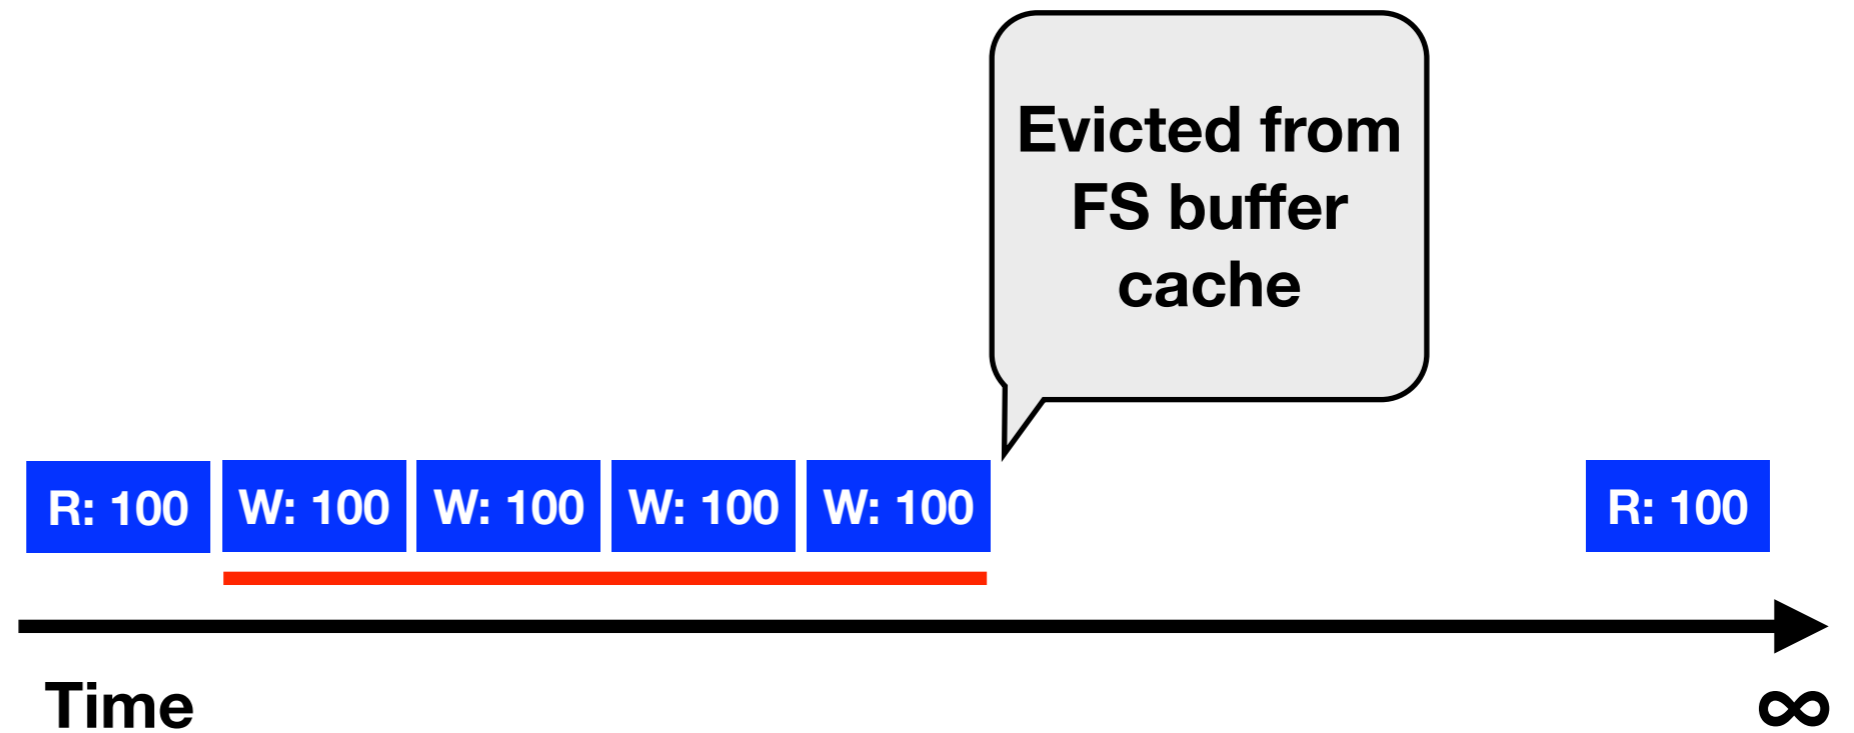 Evicted from
FS buffer
cache
R: 100 W: 100 W: 100 W: 100 W: 100 R: 100
Time ∞